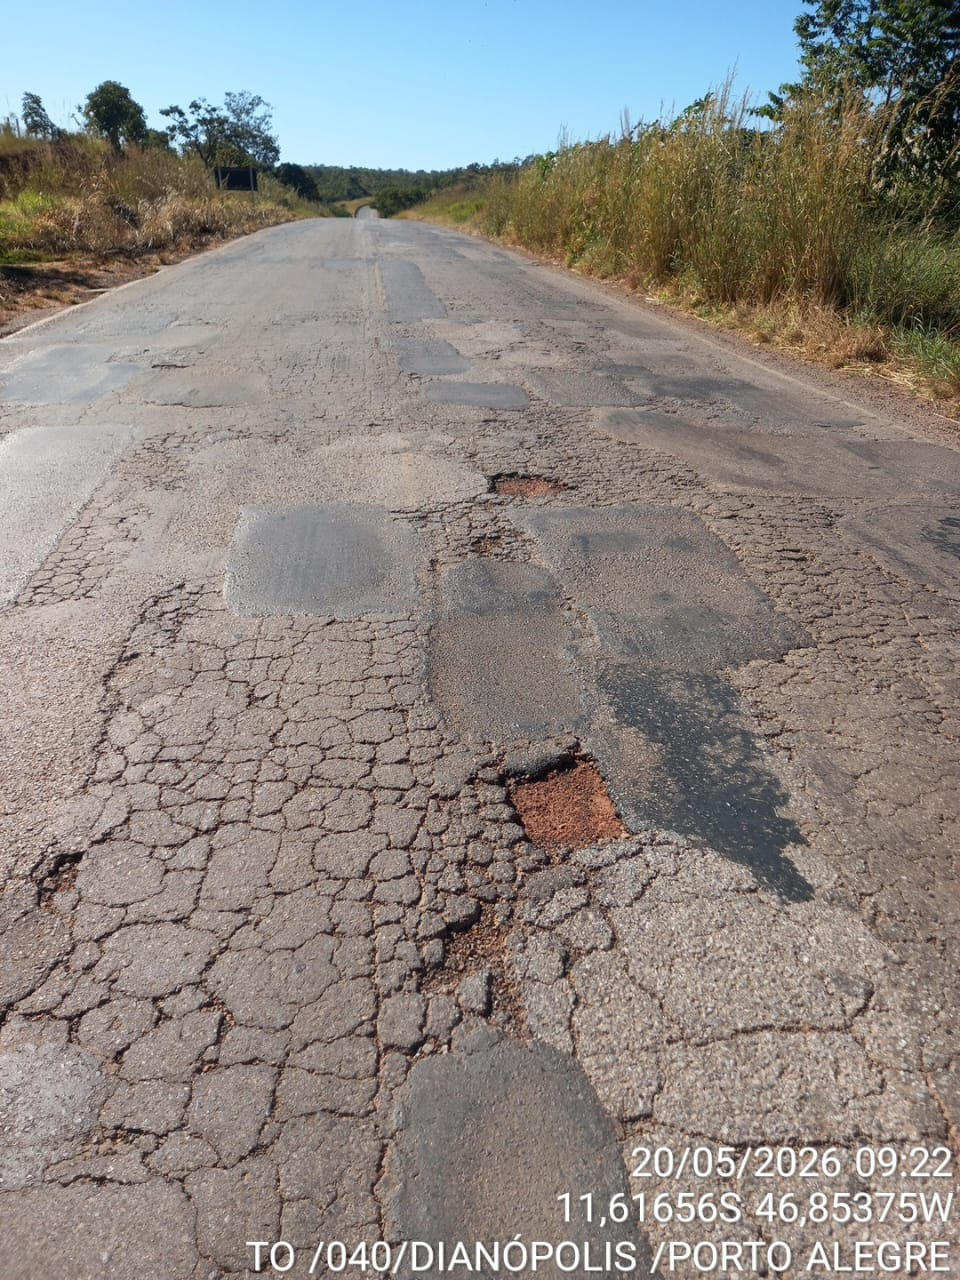 20/05/2026 09:22
11,61656S 46,85375W
TO /040/DIANÓPOLIS /PORTO ALEGRE